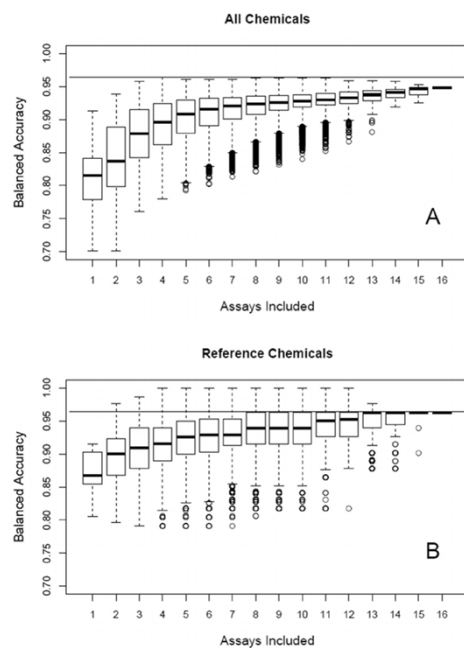 All Chemicals
Balanced Accuracy
1.00
0.95
0.90
0.85
0.80
0.75
0.70
A
1 2 3 4 5 6 7 8 9 10 11 12 13 14 15 16
Assays Included
Reference Chemicals
Balanced Accuracy
1.00
0.95
0.90
0.85
0.80
0.75
0.70
B
1 2 3 4 5 6 7 8 9 10 11 12 13 14 15 16
Assays Included